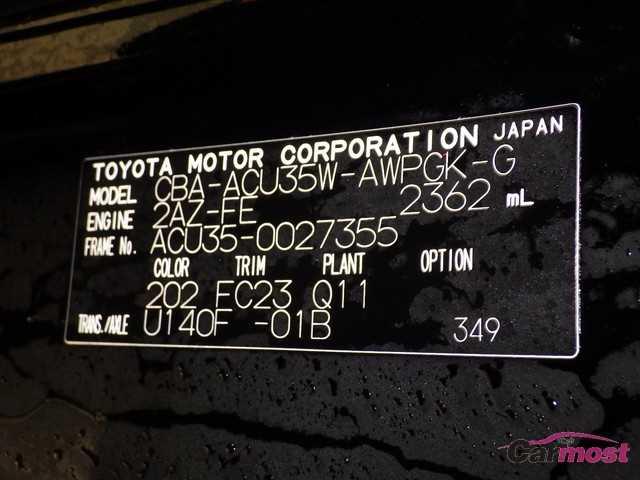 TOYOTA MOTOR CORPORATION JAPAN
MODEL CBA-ACU35W-AWPGK-G
ENGINE 2AZ-FE 2362 mL
FRAME No. ACU35-0027355
COLOR TRIM PLANT OPTION
202 FC23 Q11
TRANS./AXLE U140F -01B 349
Carmost